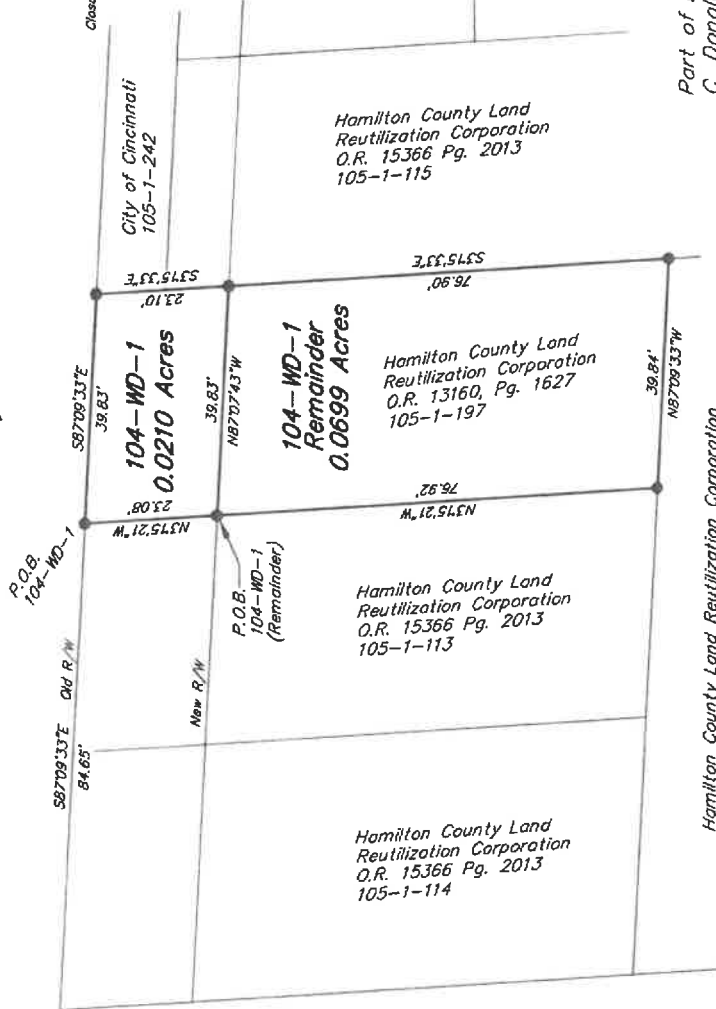 Close
City of Cincinnati
105-1-242
Hamilton County Land
Reutilization Corporation
O.R. 15366 Pg. 2013
105-1-115
Part of
C. Donal
S87°09'33"E
39.83'
S3°15'33"E
23.10'
104-WD-1
0.0210 Acres
39.83'
N87°07'43"W
S3°15'33"E
76.90'
104-WD-1
Remainder
0.0699 Acres
Hamilton County Land
Reutilization Corporation
O.R. 13160, Pg. 1627
105-1-197
39.84'
N87°09'33"W
P.O.B.
104-WD-1
23.08'
N3°15'21"W
76.92'
N3°15'21"W
P.O.B.
104-WD-1
(Remainder)
Hamilton County Land
Reutilization Corporation
O.R. 15366 Pg. 2013
105-1-113
S87°09'33"E
84.65'
Old R/W
New R/W
Hamilton County Land
Reutilization Corporation
O.R. 15366 Pg. 2013
105-1-114
Hamilton County Land Reutilization Corporation